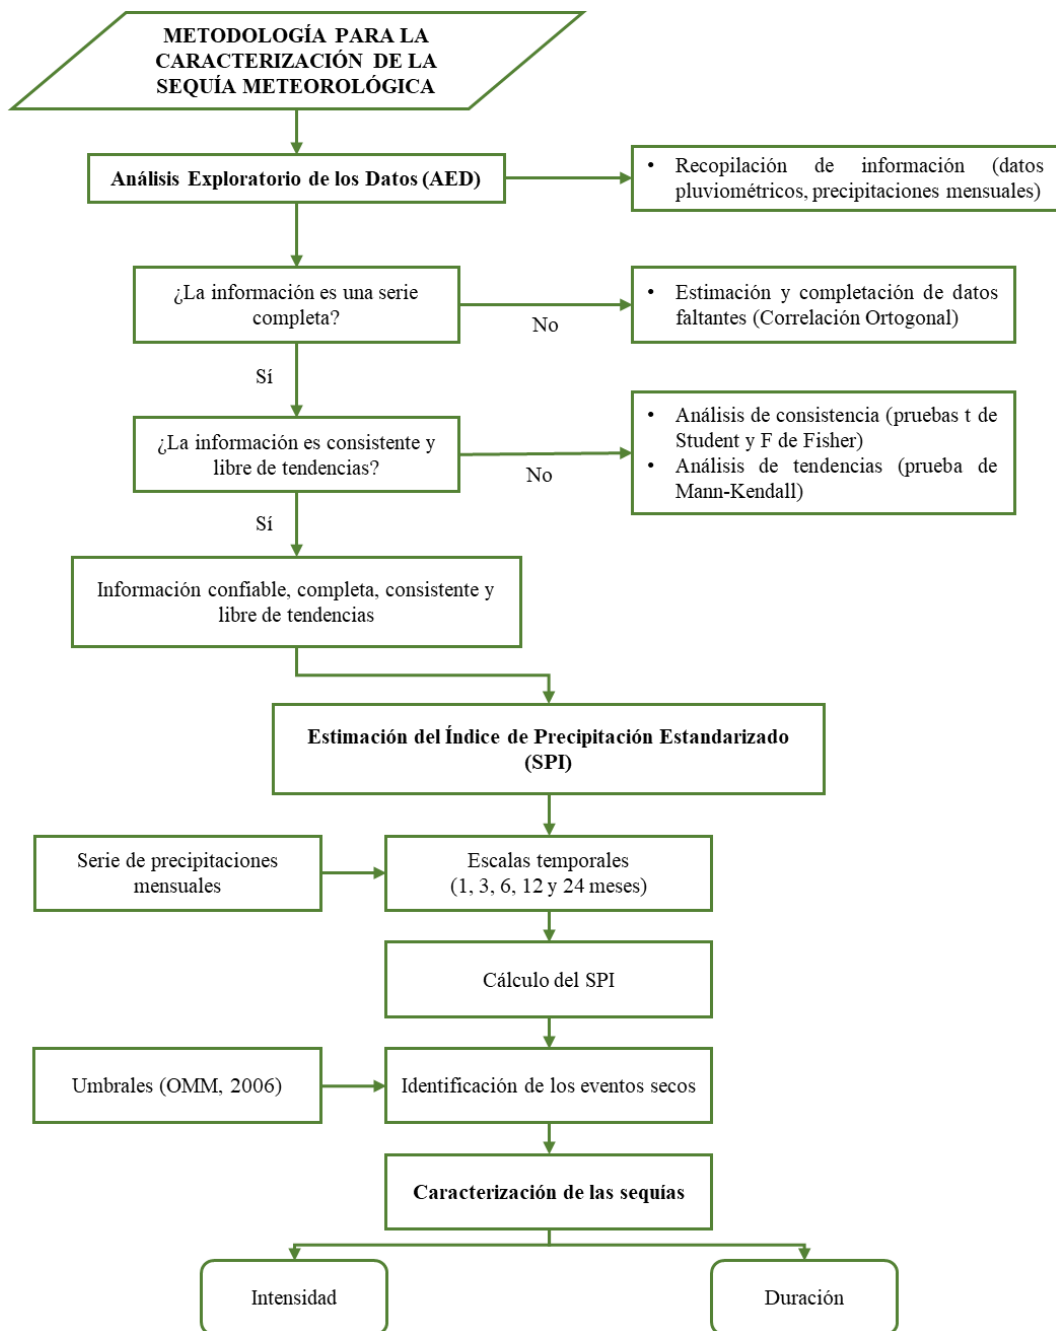 METODOLOGÍA PARA LA
CARACTERIZACIÓN DE LA
SEQUÍA METEOROLÓGICA
Análisis Exploratorio de los Datos (AED)
• Recopilación de información (datos
pluviométricos, precipitaciones mensuales)
¿La información es una serie
completa?
No
• Estimación y completación de datos
faltantes (Correlación Ortogonal)
Sí
¿La información es consistente y
libre de tendencias?
No
• Análisis de consistencia (pruebas t de
Student y F de Fisher)
• Análisis de tendencias (prueba de
Mann-Kendall)
Sí
Información confiable, completa, consistente y
libre de tendencias
Estimación del Índice de Precipitación Estandarizado
(SPI)
Serie de precipitaciones
mensuales
Escalas temporales
(1, 3, 6, 12 y 24 meses)
Cálculo del SPI
Umbrales (OMM, 2006)
Identificación de los eventos secos
Caracterización de las sequías
Intensidad
Duración